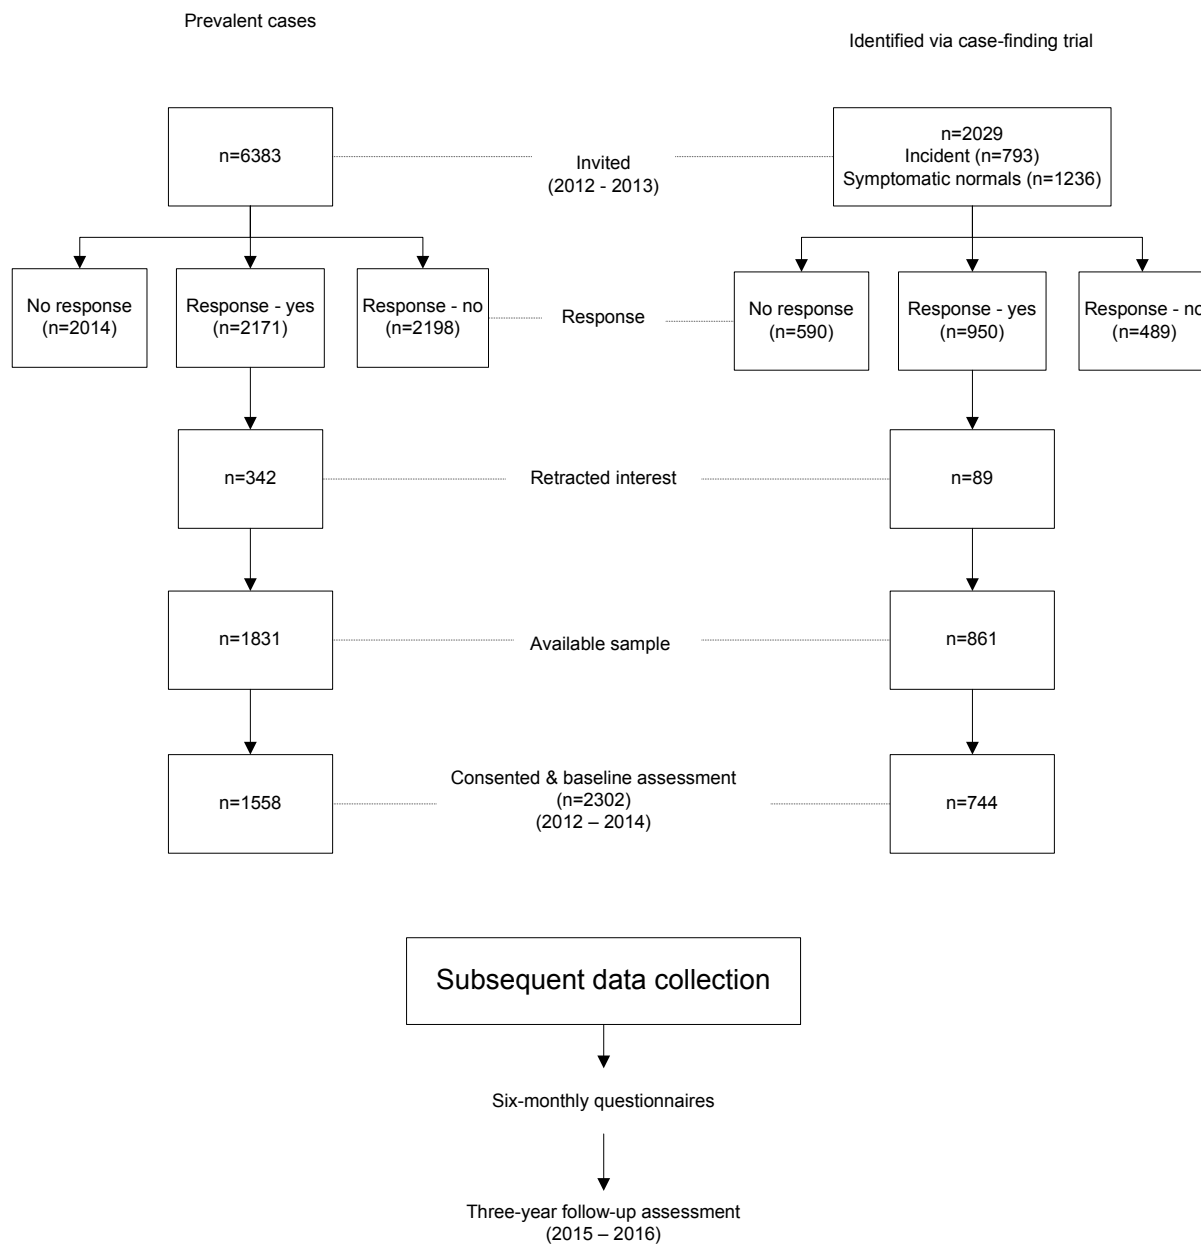 Prevalent cases
Identified via case-finding trial
n=6383
Invited
(2012 - 2013)
n=2029
Incident (n=793)
Symptomatic normals (n=1236)
No response
(n=2014)
Response - yes
(n=2171)
Response - no
(n=2198)
Response
No response
(n=590)
Response - yes
(n=950)
Response - no
(n=489)
n=342
Retracted interest
n=89
n=1831
Available sample
n=861
n=1558
Consented & baseline assessment
(n=2302)
(2012 – 2014)
n=744
Subsequent data collection
Six-monthly questionnaires
Three-year follow-up assessment
(2015 – 2016)